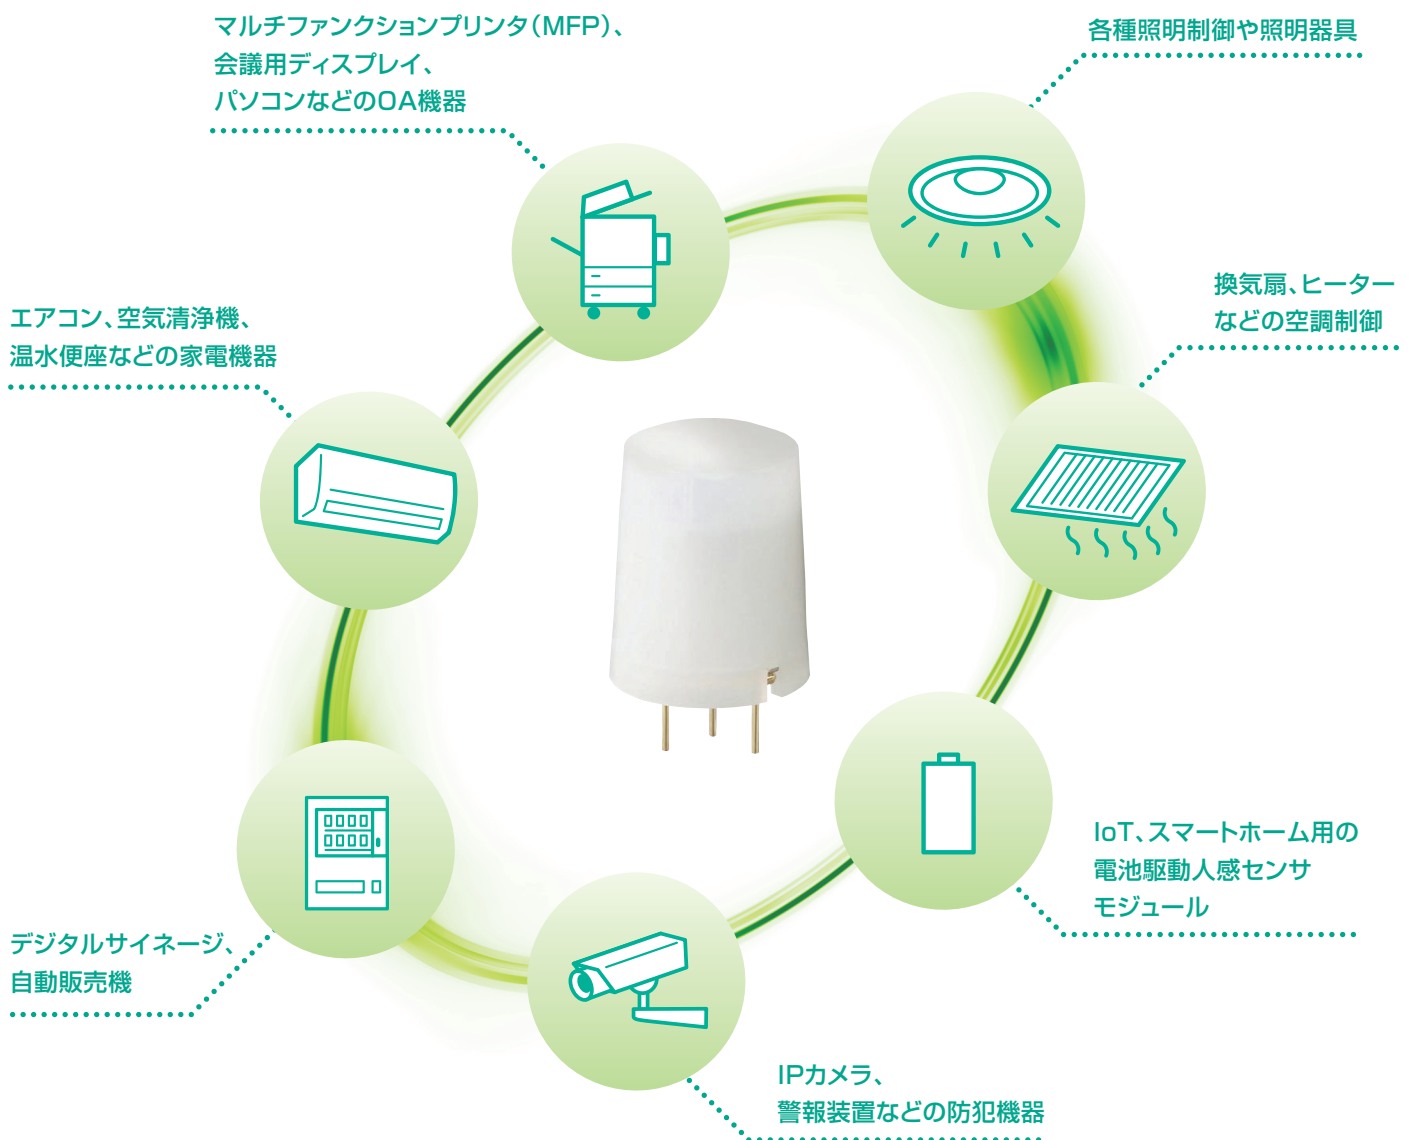 マルチファンクションプリンタ(MFP)、
会議用ディスプレイ、
パソコンなどのOA機器
各種照明制御や照明器具
換気扇、ヒーター
などの空調制御
エアコン、空気清浄機、
温水便座などの家電機器
IoT、スマートホーム用の
電池駆動人感センサ
モジュール
デジタルサイネージ、
自動販売機
IPカメラ、
警報装置などの防犯機器